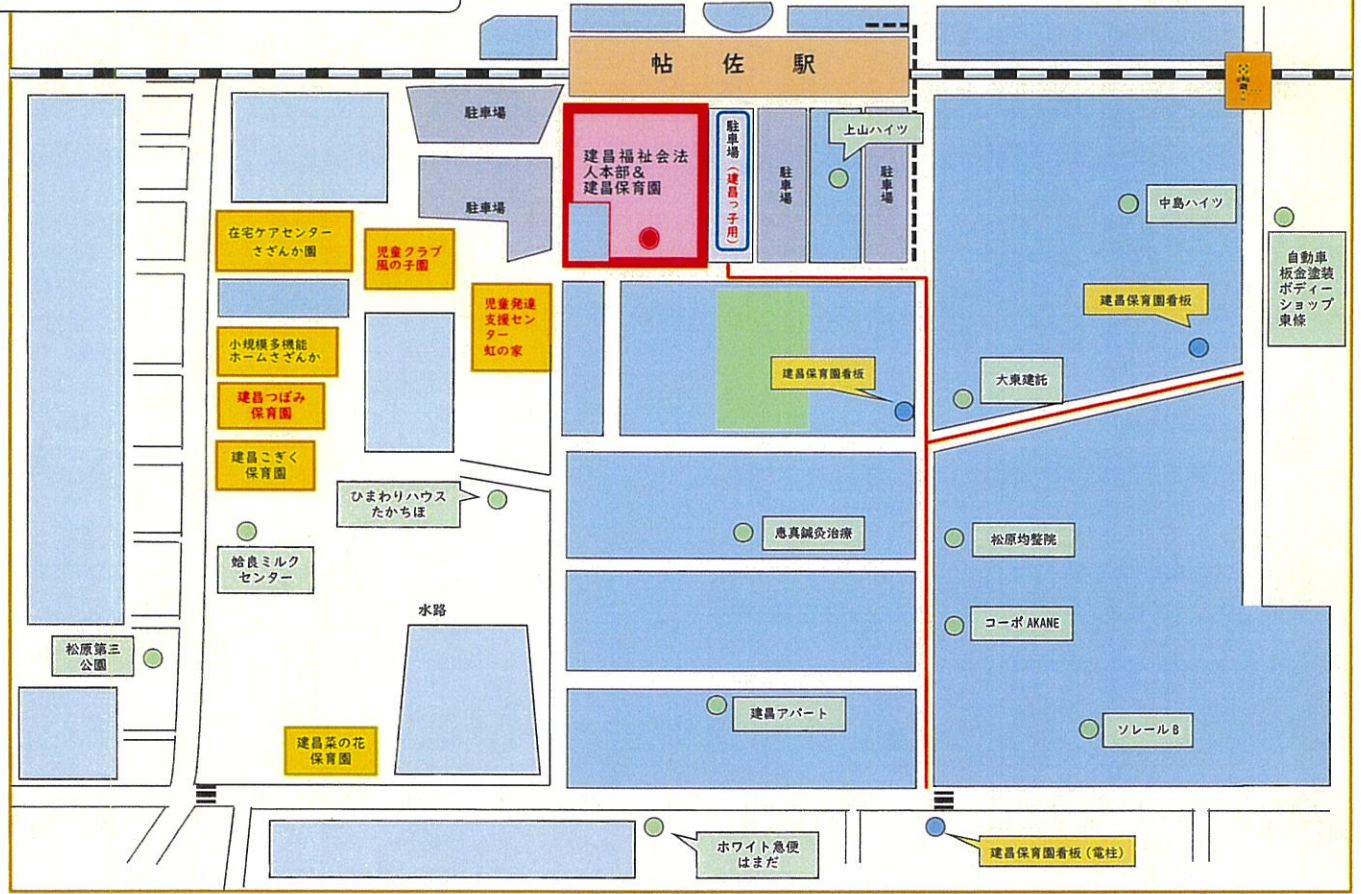 帖佐駅
駐車場
建昌福祉会法
人本部&
建昌保育園
駐車場（建昌っ子用）
駐車場
上山ハイツ
駐車場
駐車場
在宅ケアセンター
さざんか園
児童クラブ
風の子園
中島ハイツ
自動車
板金塗装
ボディー
ショップ
東條
児童発達
支援セン
ター
虹の家
建昌保育園看板
小規模多機能
ホームさざんか
建昌保育園看板
大東建託
建昌つぼみ
保育園
建昌こぎく
保育園
ひまわりハウス
たかちほ
恵真鍼灸治療
松原均整院
姶良ミルク
センター
水路
コーポAKANE
松原第三
公園
建昌アパート
ソレールB
建昌菜の花
保育園
ホワイト急便
はまだ
建昌保育園看板（電柱）